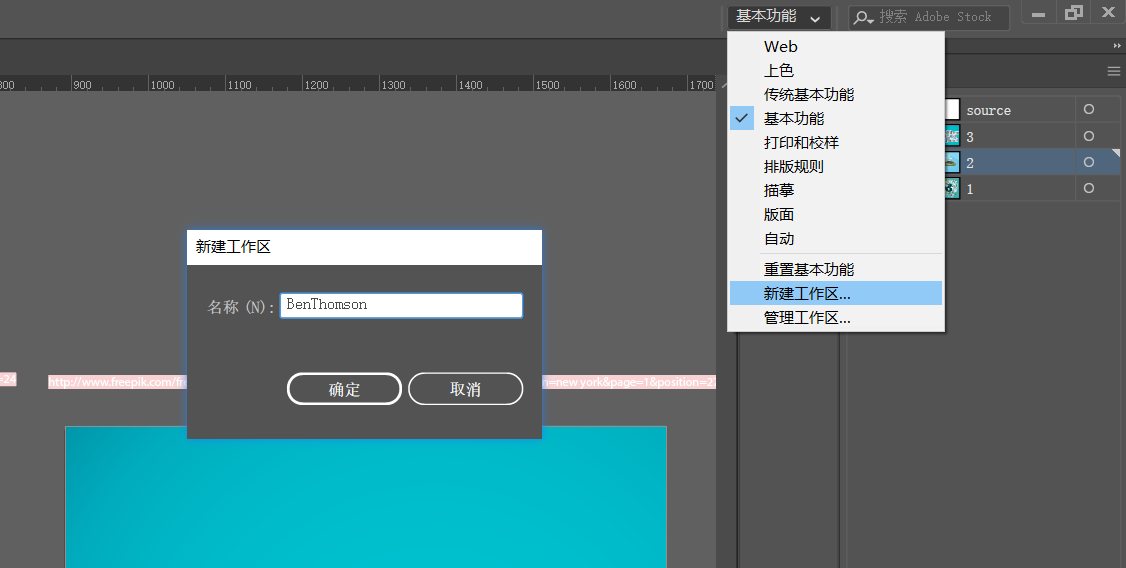 基本功能
搜索 Adobe Stock
Web
上色
传统基本功能
基本功能
打印和校样
排版规则
描摹
版面
自动
重置基本功能
新建工作区...
管理工作区...
900 1000 1100 1200 1300 1400 1500 1600 1700
source
3
2
1
新建工作区
名称 (N):
BenThomson
确定
取消
=24
http://www.freepik.com/fr
n=new york&page=1&position=2